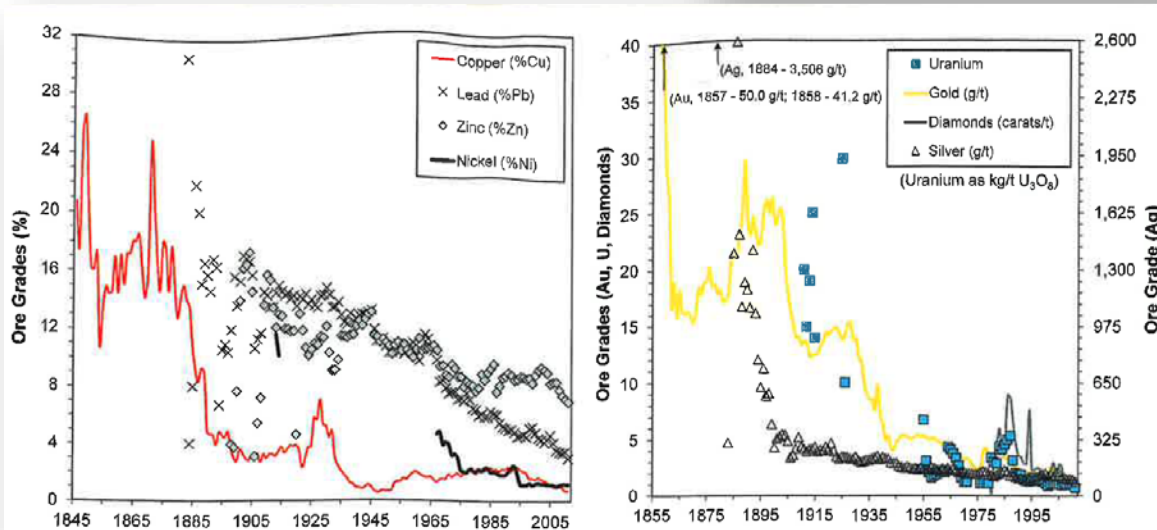 Ore Grades (%)
32
28
24
20
16
12
8
4
0
1845 1865 1885 1905 1925 1945 1965 1985 2005
Copper (%Cu)
Lead (%Pb)
Zinc (%Zn)
Nickel (%Ni)
Ore Grades (Au, U, Diamonds)
40
35
30
25
20
15
10
5
0
1855 1875 1895 1915 1935 1955 1975 1995
(Ag, 1884 - 3,506 g/t)
(Au, 1857 - 50.0 g/t; 1858 - 41.2 g/t)
Uranium
Gold (g/t)
Diamonds (carats/t)
Silver (g/t)
(Uranium as kg/t U₃O₈)
2,600
2,275
1,950
1,625
1,300
975
650
325
0
Ore Grade (Ag)